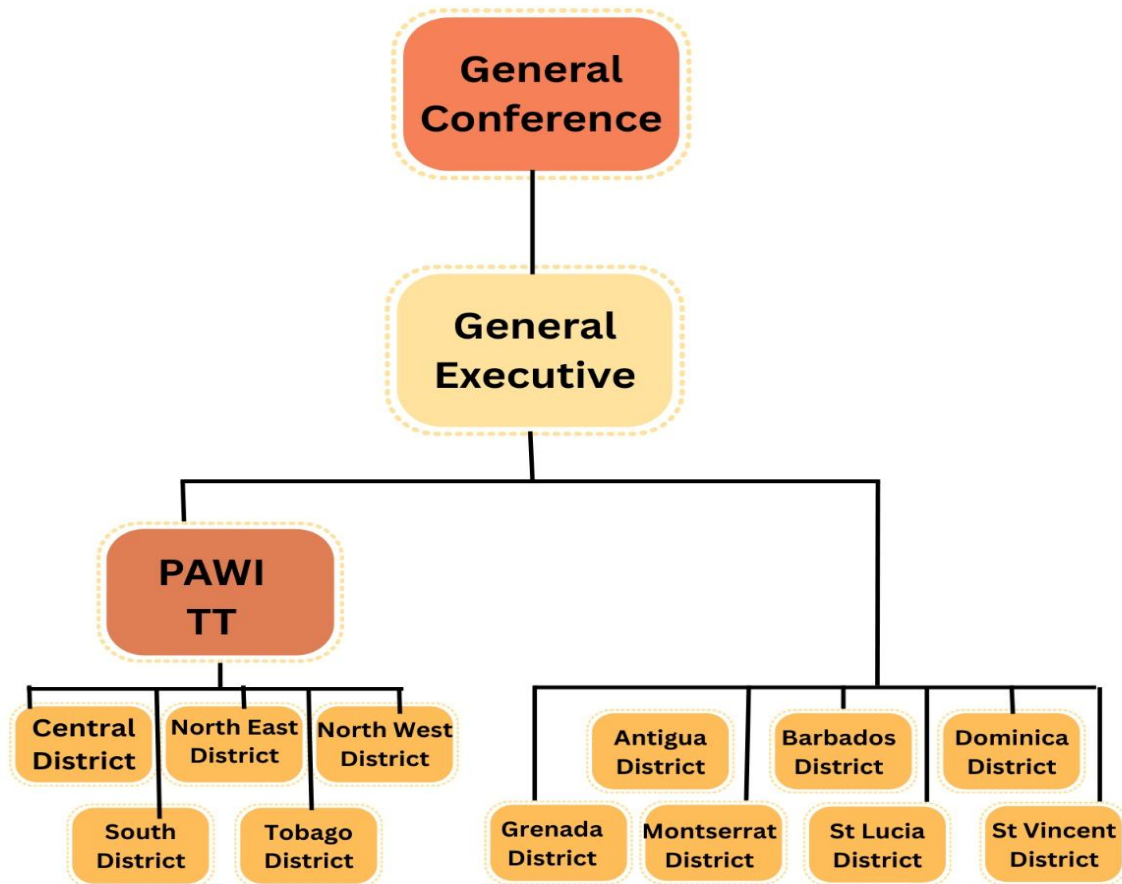 General
Conference
General
Executive
PAWI
TT
Central
District
North East
District
North West
District
South
District
Tobago
District
Antigua
District
Barbados
District
Dominica
District
Grenada
District
Montserrat
District
St Lucia
District
St Vincent
District